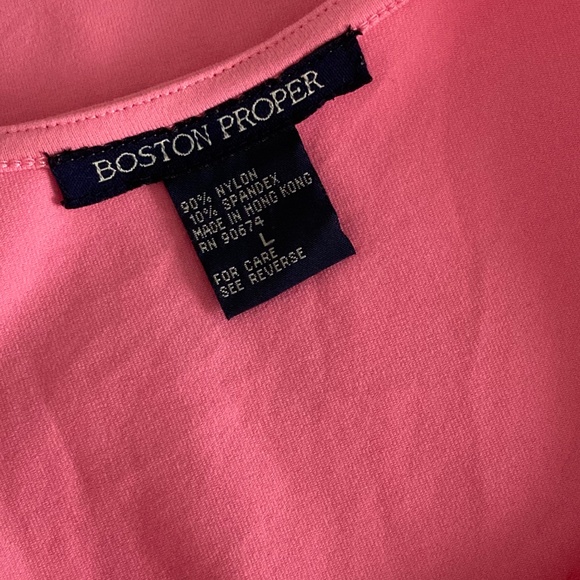 BOSTON PROPER
90% NYLON
10% SPANDEX
MADE IN HONG KONG
RN 90674
L
FOR CARE
SEE REVERSE